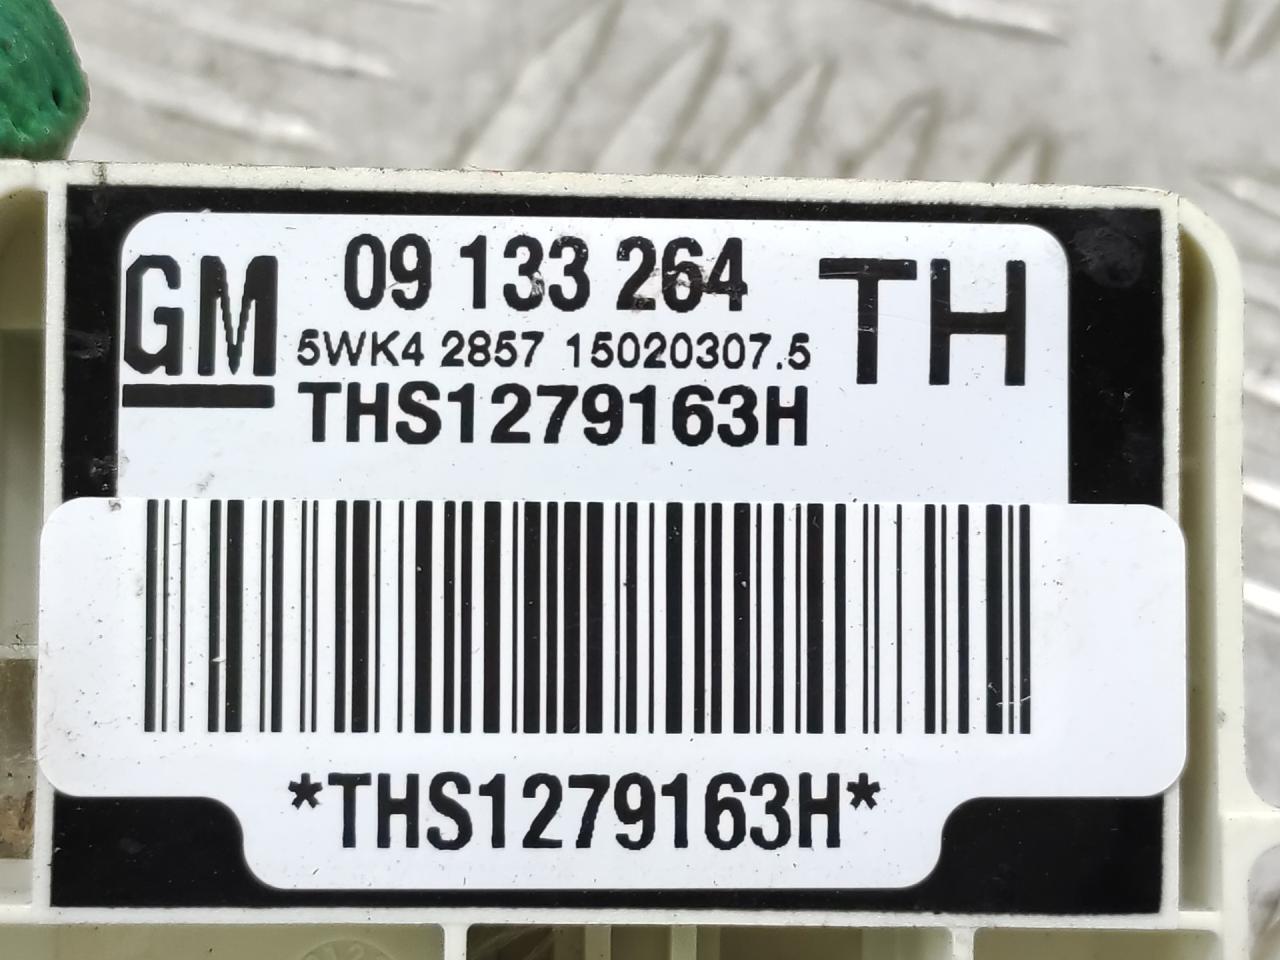 GM
09 133 264
TH
5WK4 2857 15020307.5
THS1279163H
*THS1279163H*